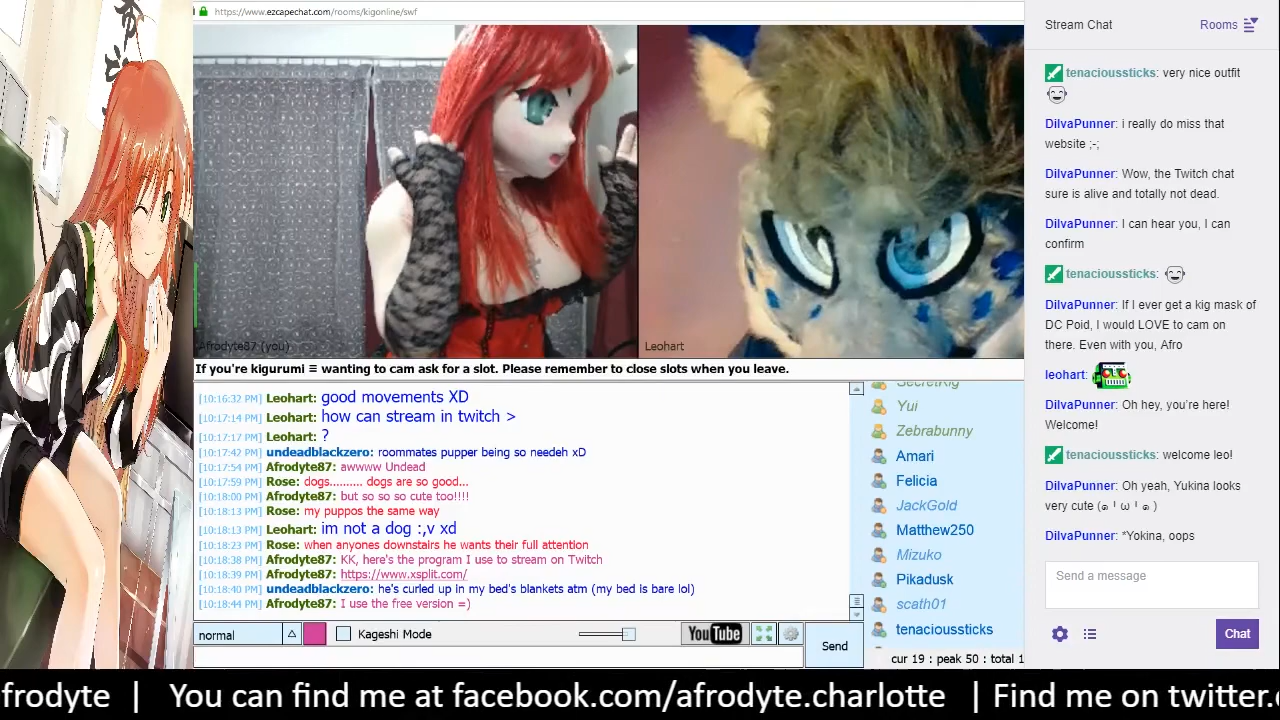 https://www.ezcapechat.com/rooms/kigonline/swf
Afrodyte87 (you)
Leohart
If you're kigurumi ≡ wanting to cam ask for a slot. Please remember to close slots when you leave.
[10:16:32 PM] Leohart: good movements XD
[10:17:14 PM] Leohart: how can stream in twitch >
[10:17:17 PM] Leohart: ?
[10:17:42 PM] undeadblackzero: roommates pupper being so needeh xD
[10:17:54 PM] Afrodyte87: awwww Undead
[10:17:59 PM] Rose: dogs.......... dogs are so good...
[10:18:00 PM] Afrodyte87: but so so so cute too!!!!
[10:18:13 PM] Rose: my puppos the same way
[10:18:13 PM] Leohart: im not a dog :,v xd
[10:18:23 PM] Rose: when anyones downstairs he wants their full attention
[10:18:38 PM] Afrodyte87: KK, here's the program I use to stream on Twitch
[10:18:39 PM] Afrodyte87: https://www.xsplit.com/
[10:18:40 PM] undeadblackzero: he's curled up in my bed's blankets atm (my bed is bare lol)
[10:18:44 PM] Afrodyte87: I use the free version =)
SecretKig
Yui
Zebrabunny
Amari
Felicia
JackGold
Matthew250
Mizuko
Pikadusk
scath01
tenacioussticks
normal
Kageshi Mode
YouTube
Send
cur 19 : peak 50 : total 1
Stream Chat
Rooms
tenacioussticks: very nice outfit
DilvaPunner: i really do miss that
website ;-;
DilvaPunner: Wow, the Twitch chat
sure is alive and totally not dead.
DilvaPunner: I can hear you, I can
confirm
tenacioussticks:
DilvaPunner: If I ever get a kig mask of
DC Poid, I would LOVE to cam on
there. Even with you, Afro
leohart:
DilvaPunner: Oh hey, you're here!
Welcome!
tenacioussticks: welcome leo!
DilvaPunner: Oh yeah, Yukina looks
very cute (๑╹ω╹๑)
DilvaPunner: *Yokina, oops
Send a message
Chat
frodyte | You can find me at facebook.com/afrodyte.charlotte | Find me on twitter.